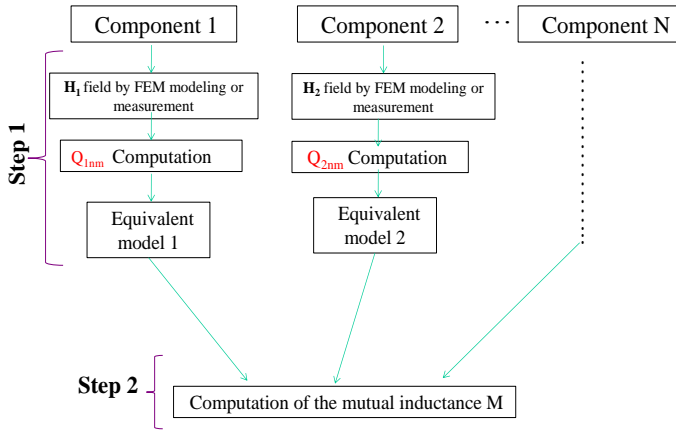 Component 1
Component 2
...
Component N
Step 1
H1 field by FEM modeling or
measurement
H2 field by FEM modeling or
measurement
Q1nm Computation
Q2nm Computation
Equivalent
model 1
Equivalent
model 2
Step 2
Computation of the mutual inductance M